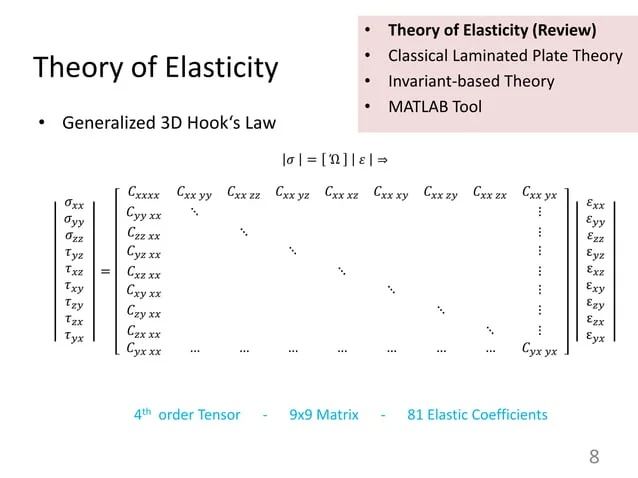 Theory of Elasticity
• Theory of Elasticity (Review)
• Classical Laminated Plate Theory
• Invariant-based Theory
• MATLAB Tool
• Generalized 3D Hook‘s Law
|σ| = [Ώ] |ε| ⇒
σxx Cxxxx Cxx yy Cxx zz Cxx yz Cxx xz Cxx xy Cxx zy Cxx zx Cxx yx εxx
σyy Cyy xx ⋱ ⋮ εyy
σzz Czz xx ⋱ ⋮ εzz
τyz Cyz xx ⋱ ⋮ εyz
τxz = Cxz xx ⋱ ⋮ εxz
τxy Cxy xx ⋱ ⋮ εxy
τzy Czy xx ⋱ ⋮ εzy
τzx Czx xx ⋱ ⋮ εzx
τyx Cyx xx … … … … … … … Cyx yx εyx
4th order Tensor - 9x9 Matrix - 81 Elastic Coefficients
8